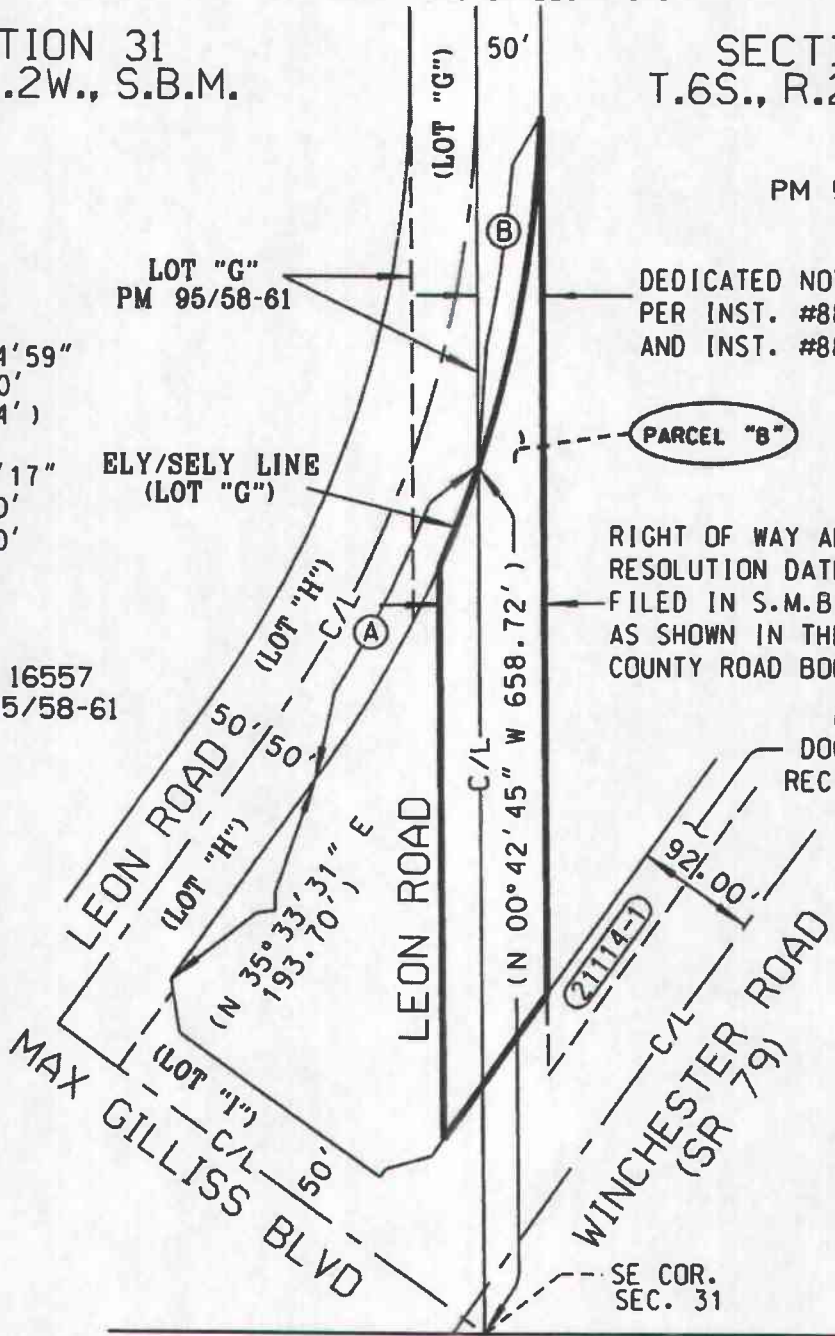 TION 31
.2W., S.B.M.
50'
(LOT "G")
SECTI
T.6S., R.2
PM
B
LOT "G"
PM 95/58-61
DEDICATED NO
PER INST. #88
AND INST. #88
4'59"
0'
4')
'17"
0'
0'
ELY/SELY LINE
(LOT "G")
PARCEL "B"
RIGHT OF WAY A
RESOLUTION DAT
FILED IN S.M.B
AS SHOWN IN TH
COUNTY ROAD BO
(LOT "H")
C/L
A
16557
5/58-61
50' 50'
LEON ROAD
(LOT "H")
(N 35°33'31" E
193.70')
LEON ROAD
C/L
(N 00°42'45" W 658.72')
DO
REC
92.00'
21114-1
C/L
WINCHESTER ROAD
(SR 79)
(LOT "I")
C/L
50'
MAX GILLISS BLVD
SE COR.
SEC. 31